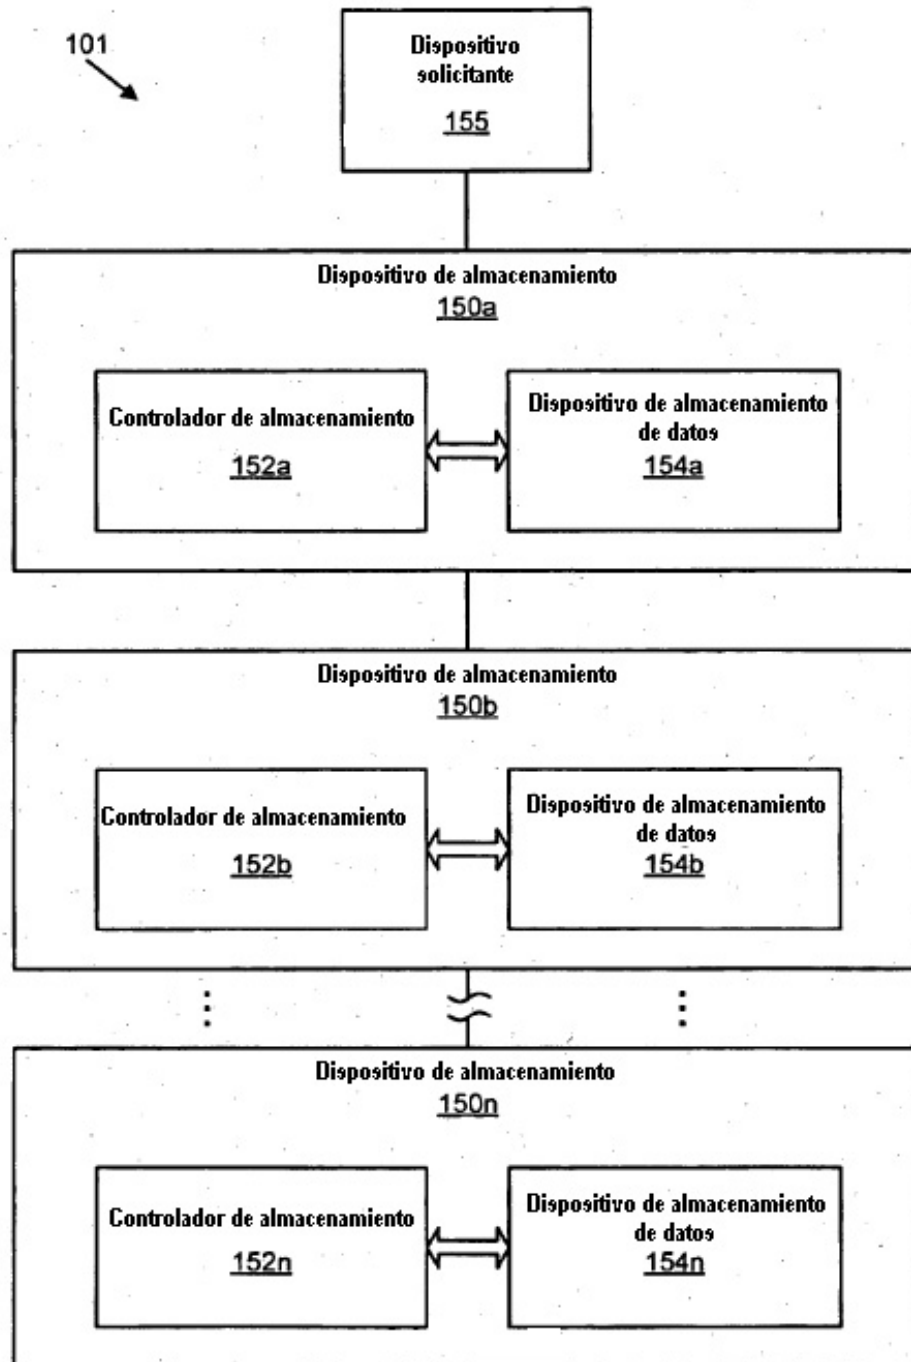 101
Dispositivo
solicitante
155
Dispositivo de almacenamiento
150a
Controlador de almacenamiento
152a
Dispositivo de almacenamiento
de datos
154a
Dispositivo de almacenamiento
150b
Controlador de almacenamiento
152b
Dispositivo de almacenamiento
de datos
154b
Dispositivo de almacenamiento
150n
Controlador de almacenamiento
152n
Dispositivo de almacenamiento
de datos
154n